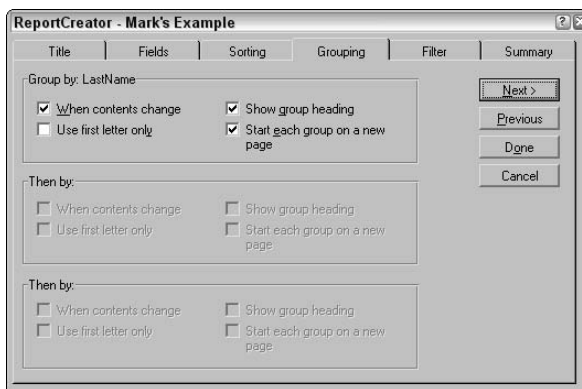 ReportCreator - Mark's Example
Title Fields Sorting Grouping Filter Summary
Group by: LastName
When contents change
Show group heading
Use first letter only
Start each group on a new
page
Next >
Previous
Done
Cancel
Then by:
When contents change
Show group heading
Use first letter only
Start each group on a new
page
Then by:
When contents change
Show group heading
Use first letter only
Start each group on a new
page